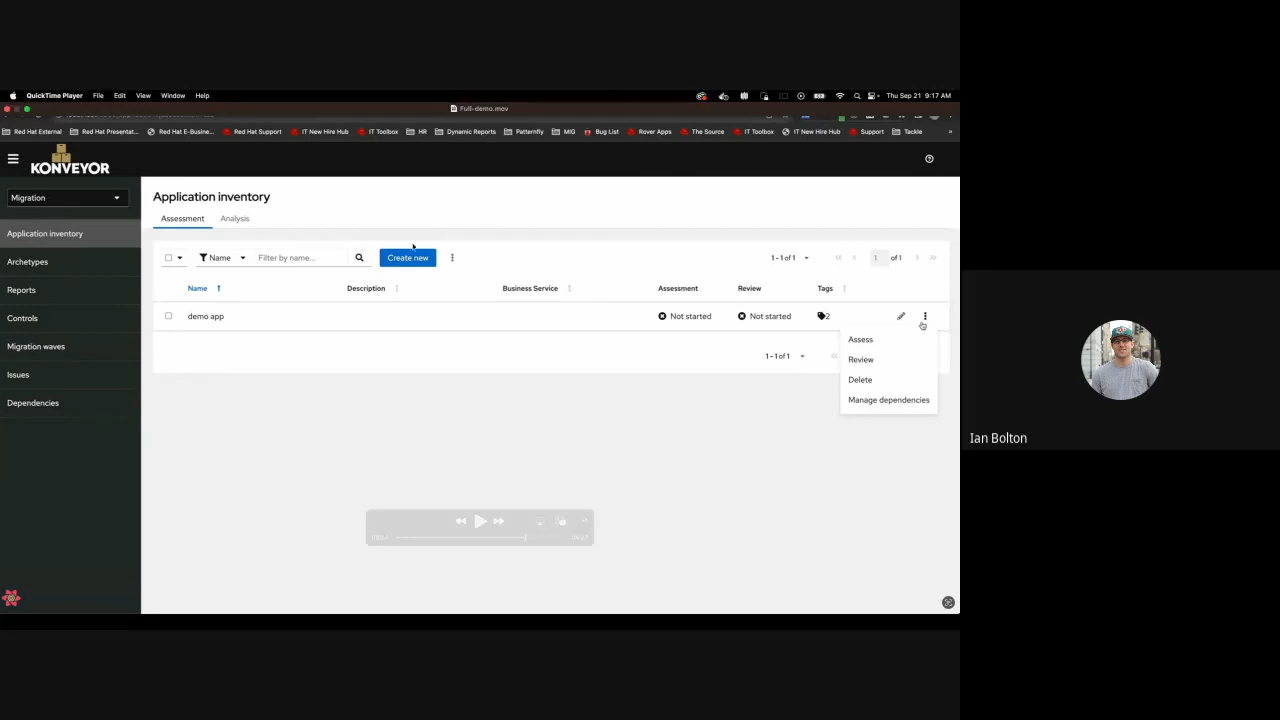 QuickTime Player File Edit View Window Help Thu Sep 21 9:17 AM
Full-demo.mov
Red Hat External Red Hat Presentat... Red Hat E-Busine... Red Hat Support IT New Hire Hub IT Toolbox HR Dynamic Reports Patternfly MIG Bug List Rover Apps The Source IT Toolbox IT New Hire Hub Support Tackle »
KONVEYOR
Migration
Application inventory
Archetypes
Reports
Controls
Migration waves
Issues
Dependencies
Application inventory
Assessment Analysis
Name Filter by name... Create new 1 - 1 of 1 1 of 1
Name Description Business Service Assessment Review Tags
demo app Not started Not started 2
1 - 1 of 1
Assess
Review
Delete
Manage dependencies
Ian Bolton